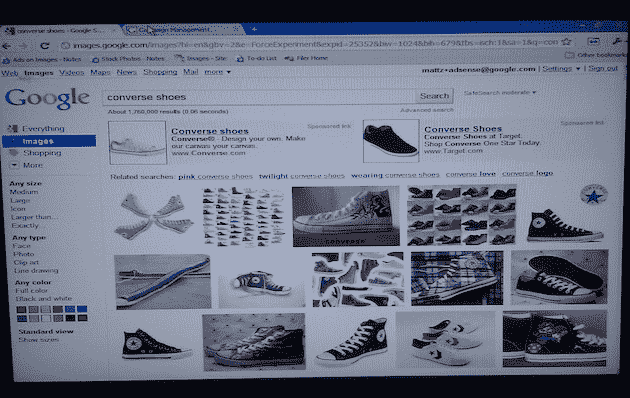 converse shoes - Google S
Campaign Management
images.google.com/images?hl=en&gbv=2&e=ForceExperiment&expid=25357&biw=1024&bih=679&tbs=isch:1&sa=1&q=con
Ads on Images - Notes Stock Photos - Notes Images - Site To-do List Filer Home Other bookmarks
Web Images Videos Maps News Shopping Mail more
mattz+adsense@google.com | Settings | Sign out
Google
converse shoes
Search
SafeSearch moderate
About 1,780,000 results (0.06 seconds)
Advanced search
Everything
Images
Shopping
More
Converse shoes
Sponsored link
Converse® - Design your own. Make
our canvas your canvas.
www.Converse.com
Converse Shoes
Sponsored link
Converse Shoes at Target.
Shop Converse One Star Today.
www.Target.com
Related searches: pink converse shoes twilight converse shoes wearing converse shoes converse love converse logo
Any size
Medium
Large
Icon
Larger than...
Exactly...
Any type
Face
Photo
Clip art
Line drawing
Any color
Full color
Black and white
Standard view
Show sizes
CONVERSE